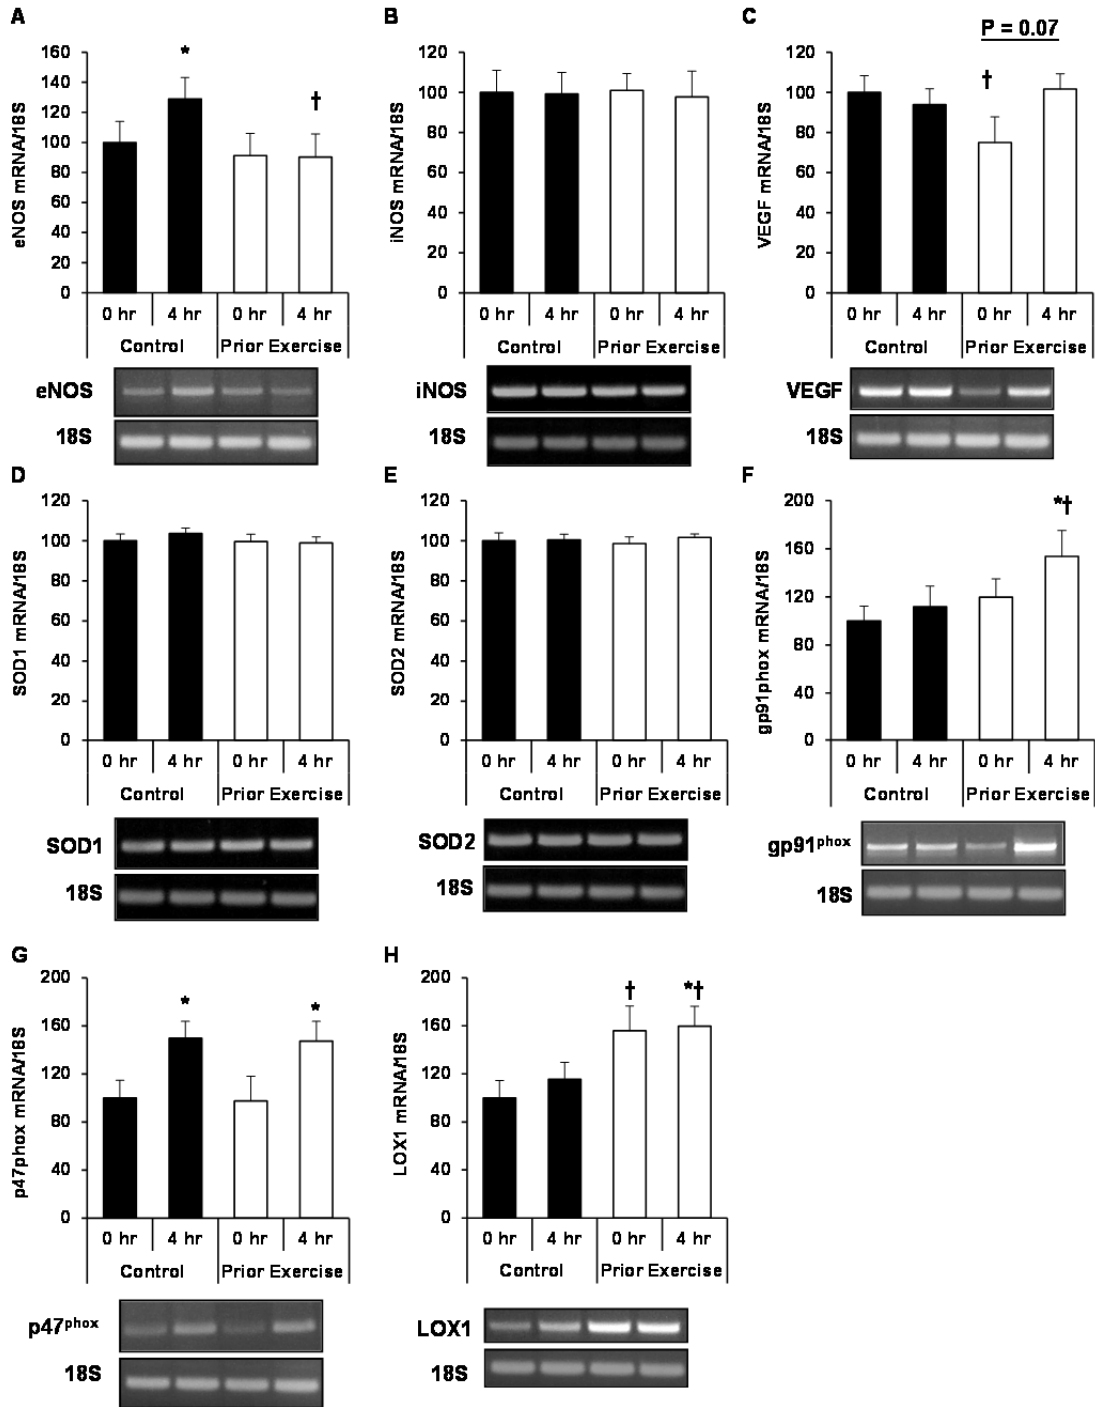 A
eNOS mRNA/18S
160
140
120
100
80
60
40
20
0
*
†
0 hr 4 hr 0 hr 4 hr
Control Prior Exercise
eNOS
18S
B
iNOS mRNA/18S
120
100
80
60
40
20
0
0 hr 4 hr 0 hr 4 hr
Control Prior Exercise
iNOS
18S
C
P = 0.07
VEGF mRNA/18S
120
100
80
60
40
20
0
†
0 hr 4 hr 0 hr 4 hr
Control Prior Exercise
VEGF
18S
D
SOD1 mRNA/18S
120
100
80
60
40
20
0
0 hr 4 hr 0 hr 4 hr
Control Prior Exercise
SOD1
18S
E
SOD2 mRNA/18S
120
100
80
60
40
20
0
0 hr 4 hr 0 hr 4 hr
Control Prior Exercise
SOD2
18S
F
gp91phox mRNA/18S
200
160
120
80
40
0
*†
0 hr 4 hr 0 hr 4 hr
Control Prior Exercise
gp91phox
18S
G
p47phox mRNA/18S
200
160
120
80
40
0
* *
0 hr 4 hr 0 hr 4 hr
Control Prior Exercise
p47phox
18S
H
LOX1 mRNA/18S
200
160
120
80
40
0
† *†
0 hr 4 hr 0 hr 4 hr
Control Prior Exercise
LOX1
18S